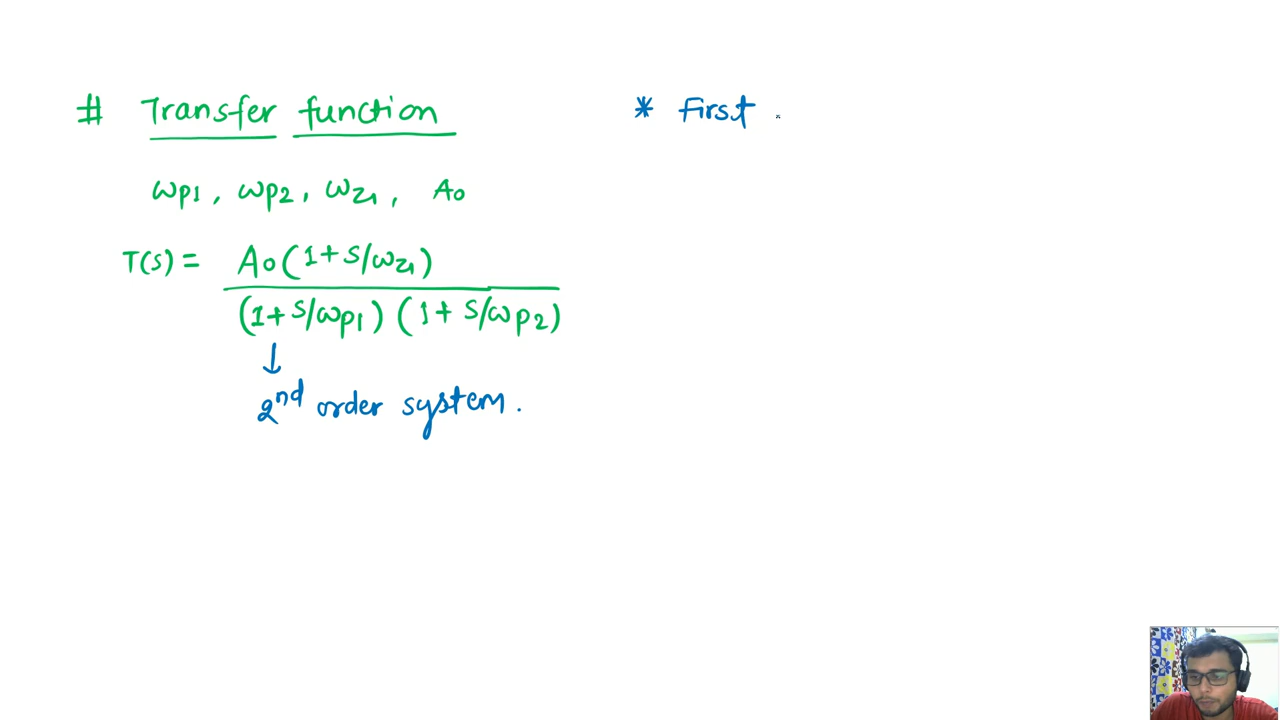 # Transfer function
ωp1, ωp2, ωz1, A0
T(s) = A0(1+s/ωz1)
(1+s/ωp1)(1+s/ωp2)
↓
2nd order system.
* First